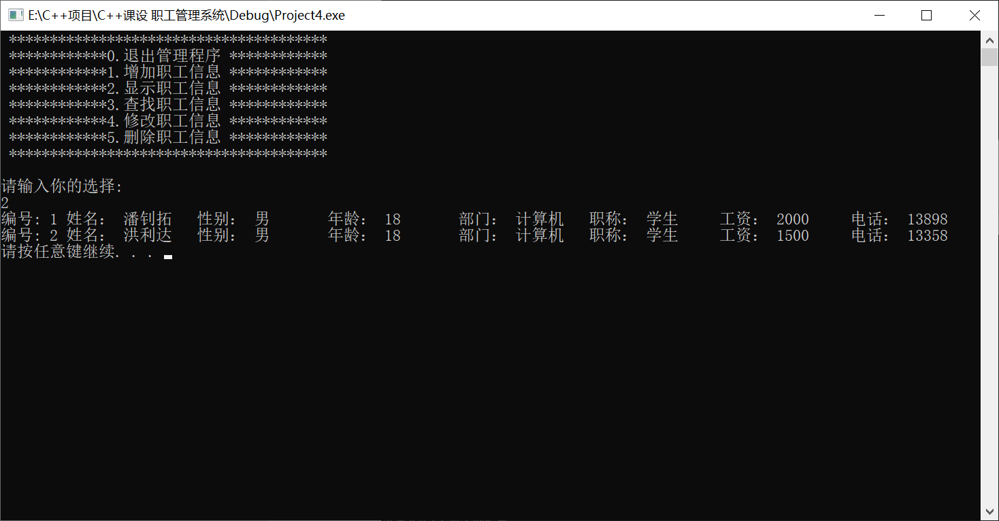 E:\C++项目\C++课设 职工管理系统\Debug\Project4.exe
***************************************
************0.退出管理程序 ************
************1.增加职工信息 ************
************2.显示职工信息 ************
************3.查找职工信息 ************
************4.修改职工信息 ************
************5.删除职工信息 ************
***************************************
请输入你的选择:
2
编号: 1 姓名： 潘钊拓 性别： 男 年龄： 18 部门： 计算机 职称： 学生 工资： 2000 电话： 13898
编号: 2 姓名： 洪利达 性别： 男 年龄： 18 部门： 计算机 职称： 学生 工资： 1500 电话： 13358
请按任意键继续. . .